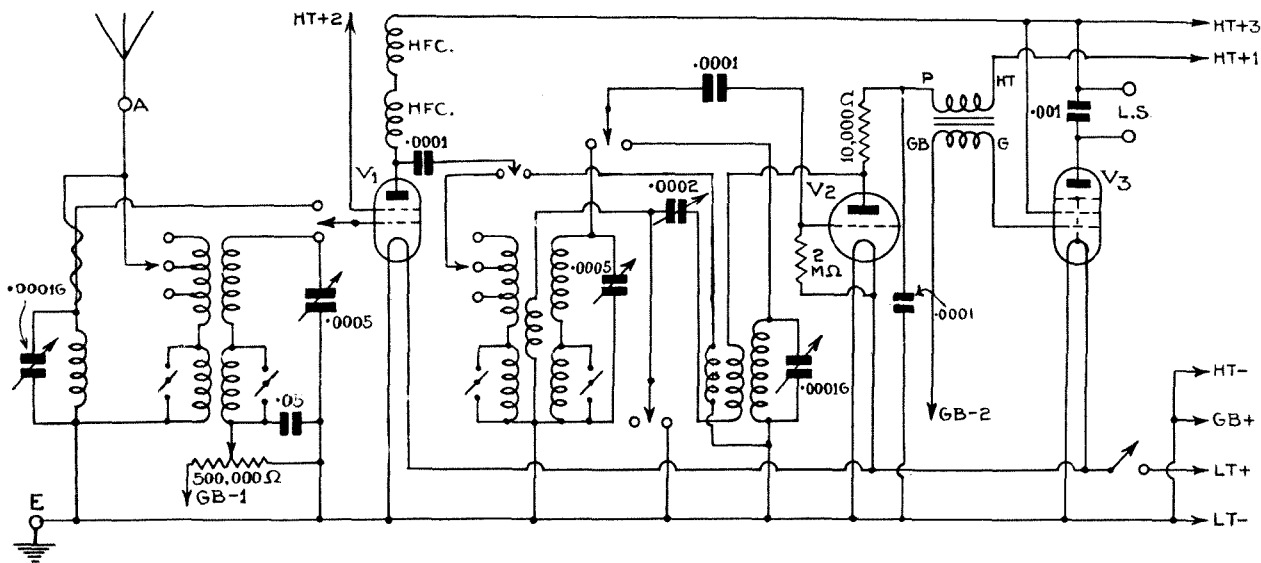 HT+2
HFC.
HFC.
·0001
A
V1
·0001
·0002
10,000Ω
V2
2
MΩ
P
HT
GB
G
·001
L.S.
V3
HT+3
HT+1
·00016
·0005
·05
500,000Ω
GB-1
·0005
·00016
·0001
GB-2
HT-
GB+
LT+
LT-
E